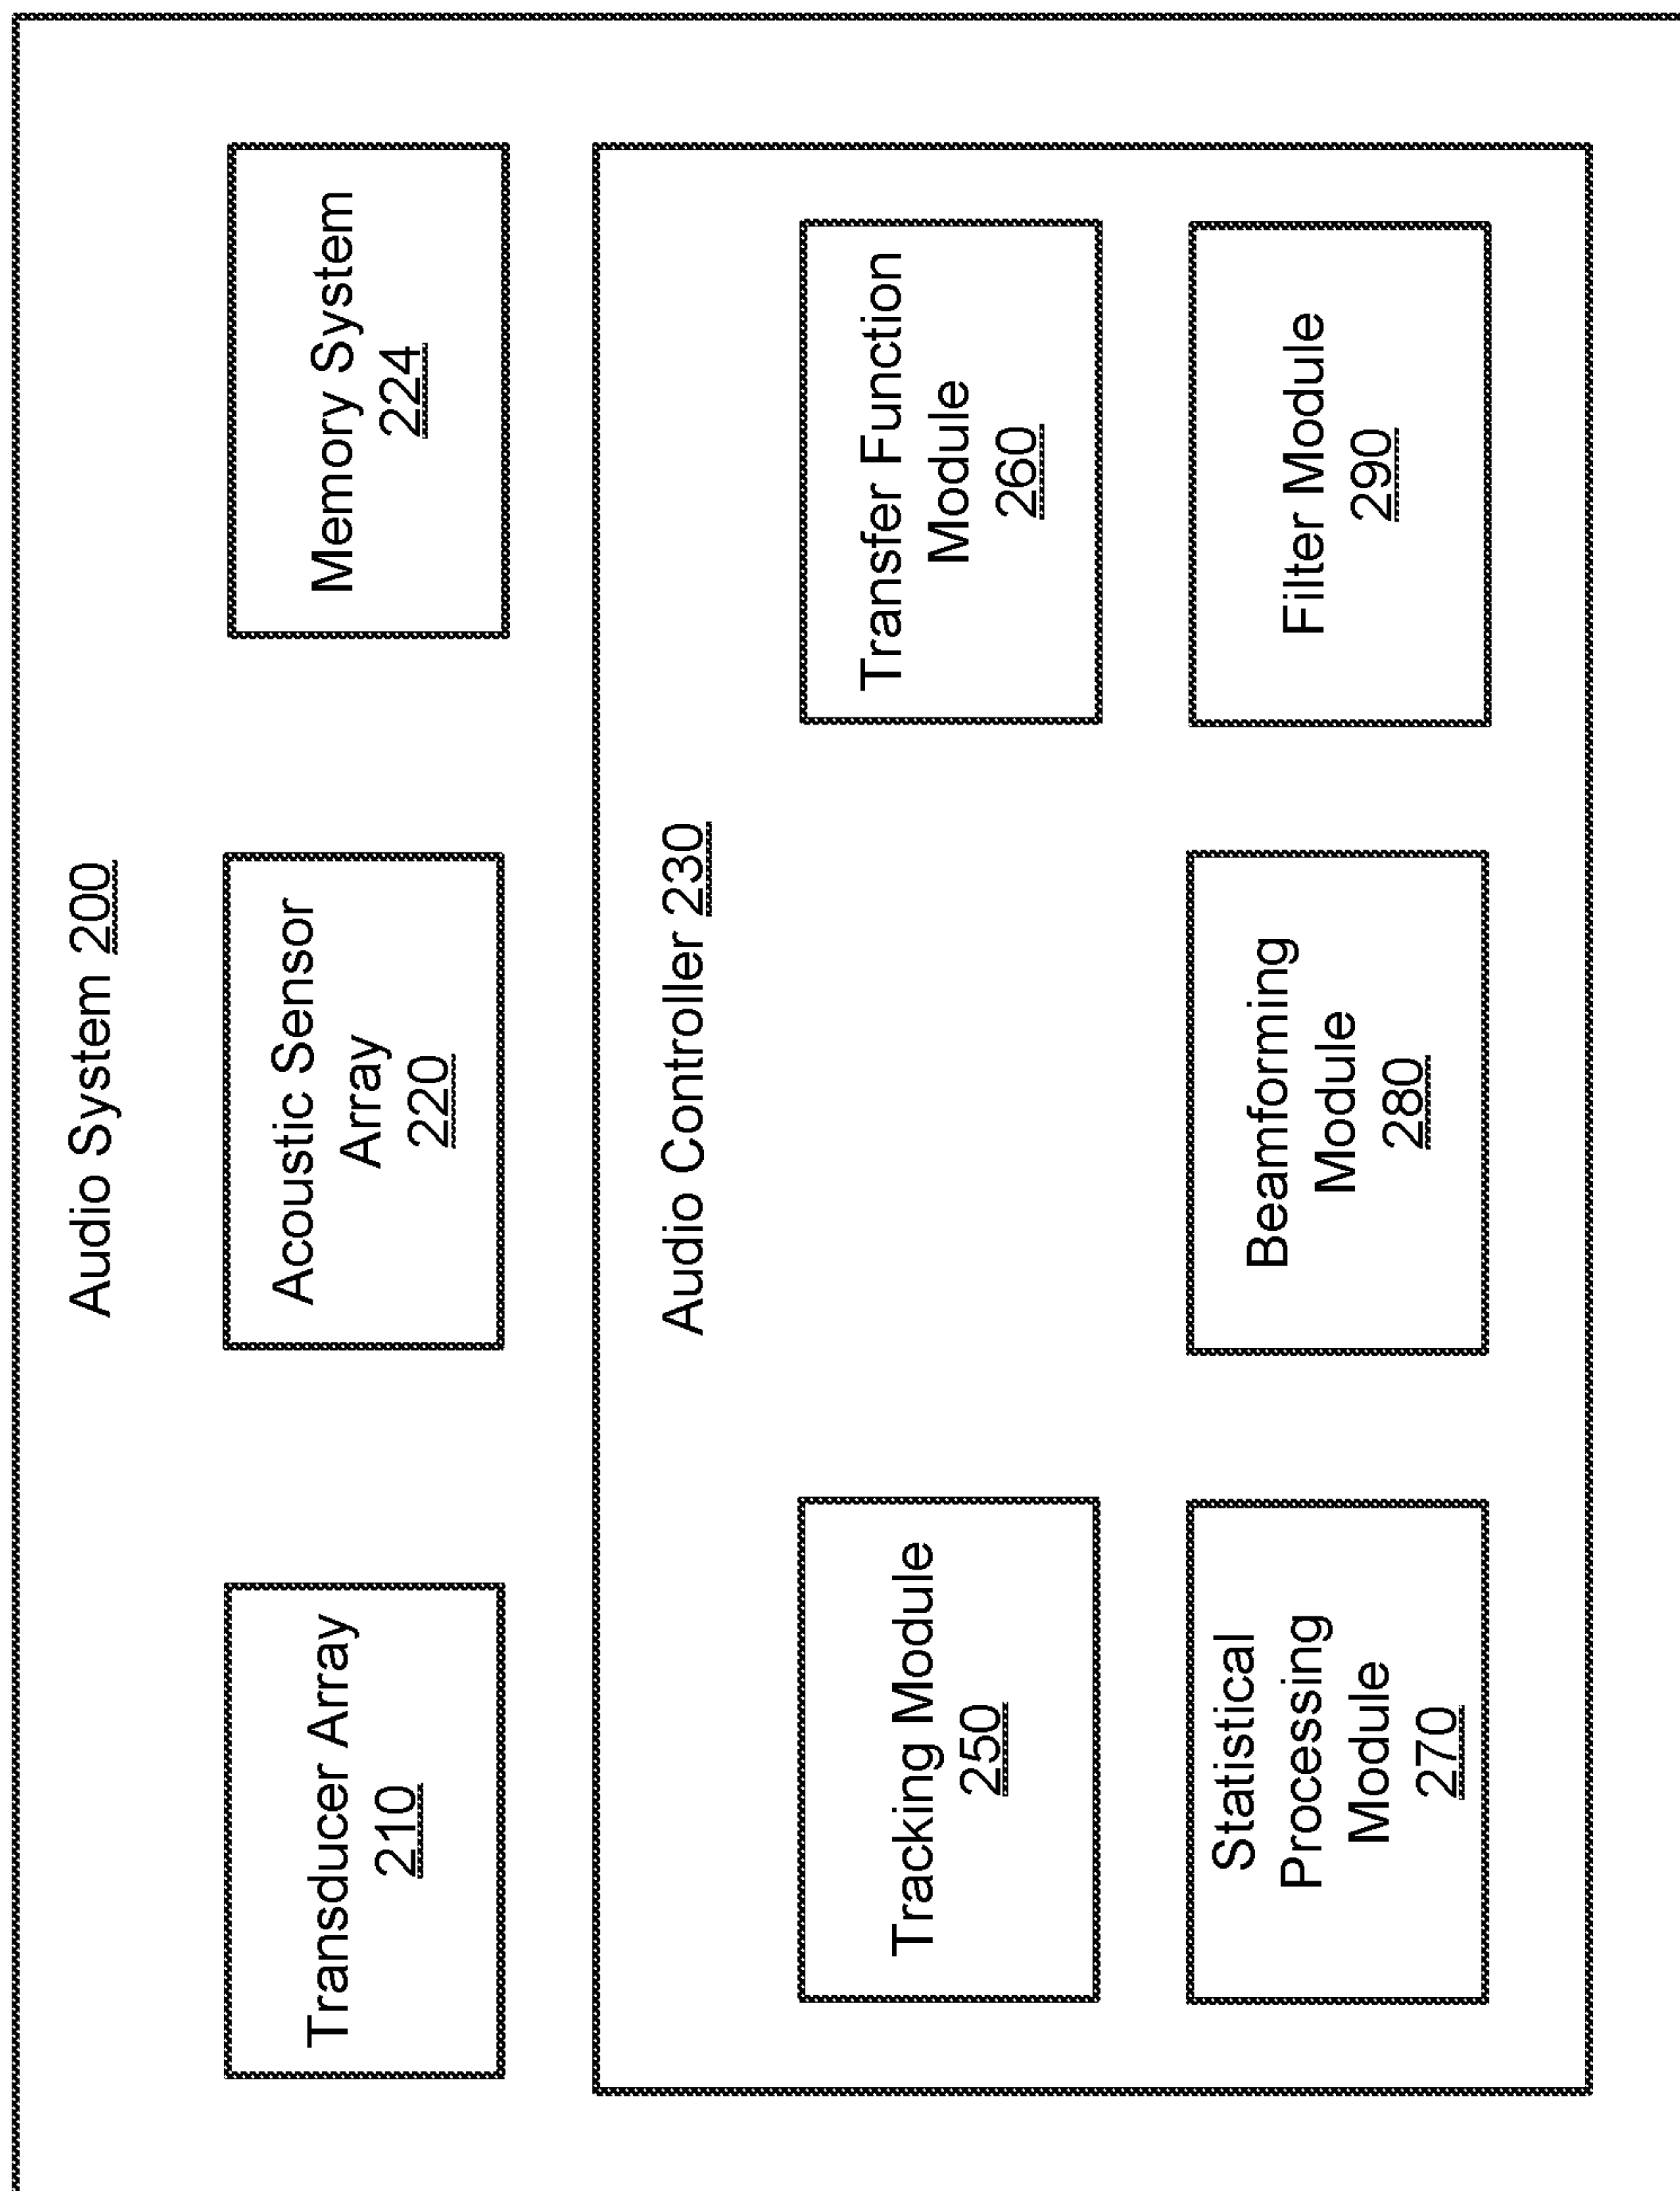 Audio System 200
Transducer Array
210
Acoustic Sensor
Array
220
Memory System
224
Audio Controller 230
Tracking Module
250
Transfer Function
Module
260
Statistical
Processing
Module
270
Beamforming
Module
280
Filter Module
290